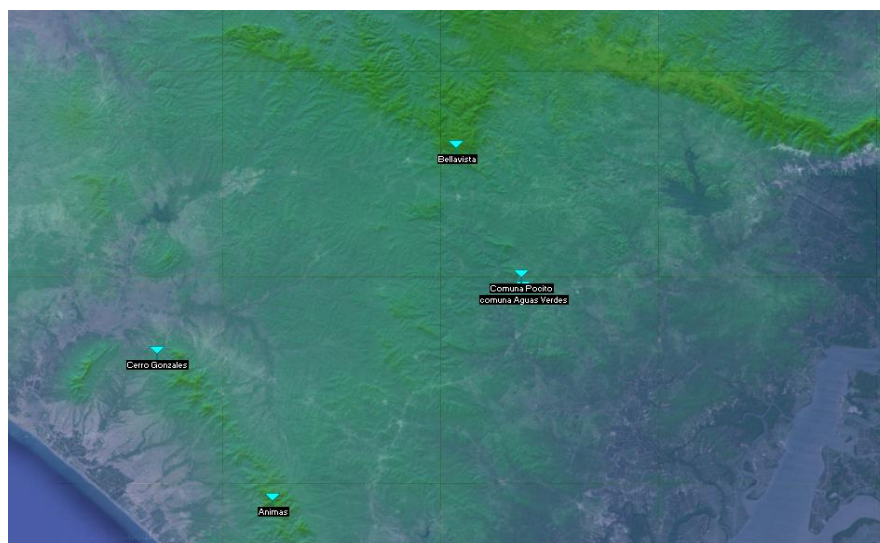 Bellavista
Comuna Pocito
comuna Aguas Verdes
Cerro Gonzales
Animas